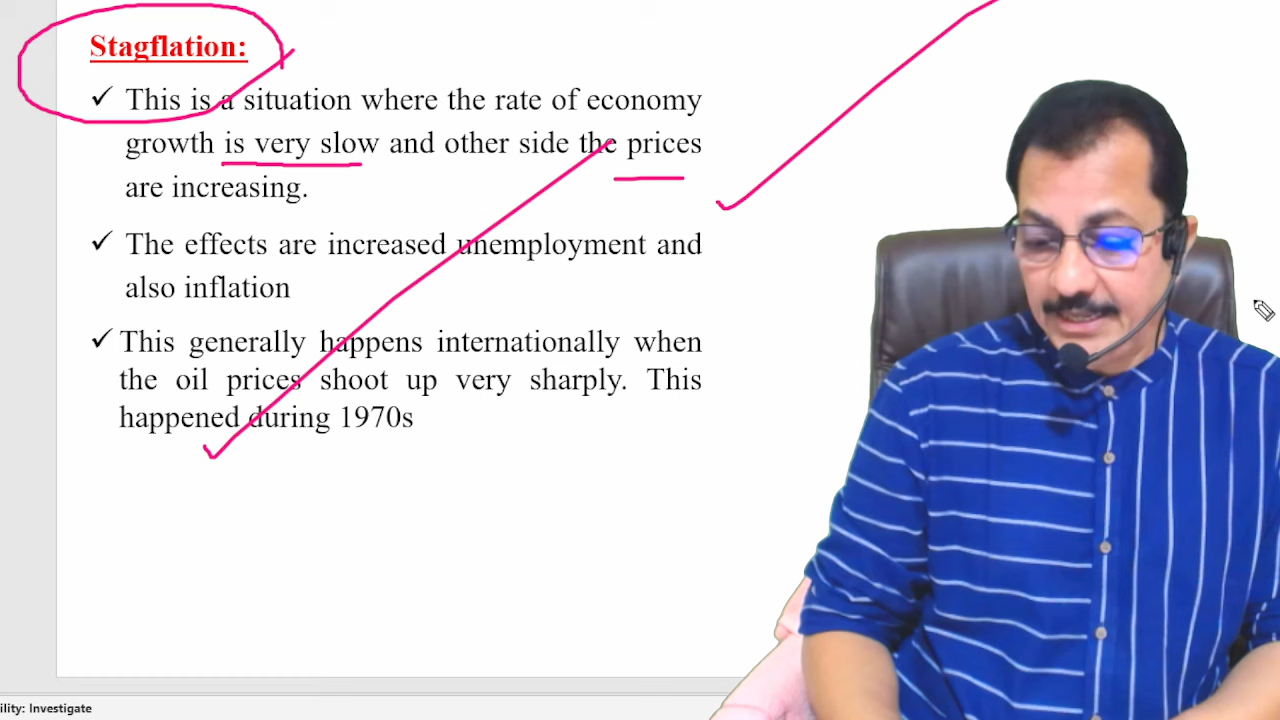 Stagflation:
✓ This is a situation where the rate of economy
growth is very slow and other side the prices
are increasing.
✓ The effects are increased unemployment and
also inflation
✓ This generally happens internationally when
the oil prices shoot up very sharply. This
happened during 1970s
ility: Investigate